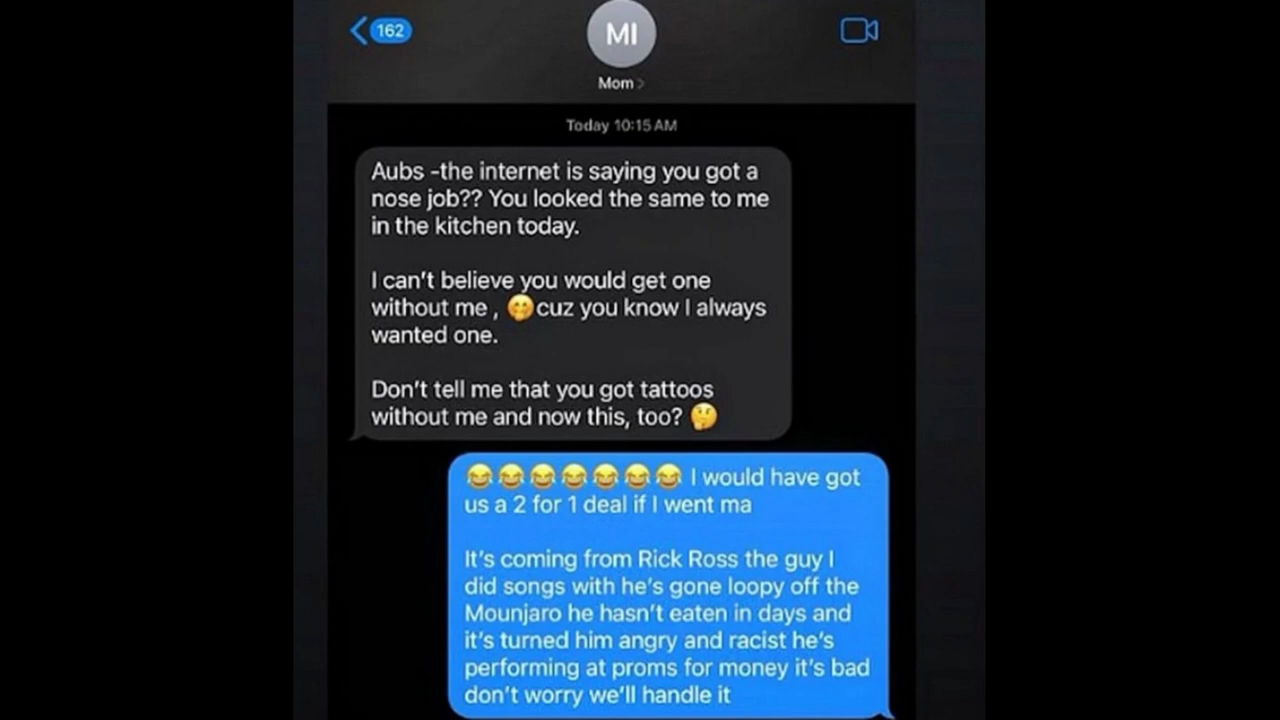 162
MI
Mom
Today 10:15 AM
Aubs -the internet is saying you got a
nose job?? You looked the same to me
in the kitchen today.
I can't believe you would get one
without me , 🤭cuz you know I always
wanted one.
Don't tell me that you got tattoos
without me and now this, too? 🤔
😂😂😂😂😂😂😂 I would have got
us a 2 for 1 deal if I went ma
It's coming from Rick Ross the guy I
did songs with he's gone loopy off the
Mounjaro he hasn't eaten in days and
it's turned him angry and racist he's
performing at proms for money it's bad
don't worry we'll handle it